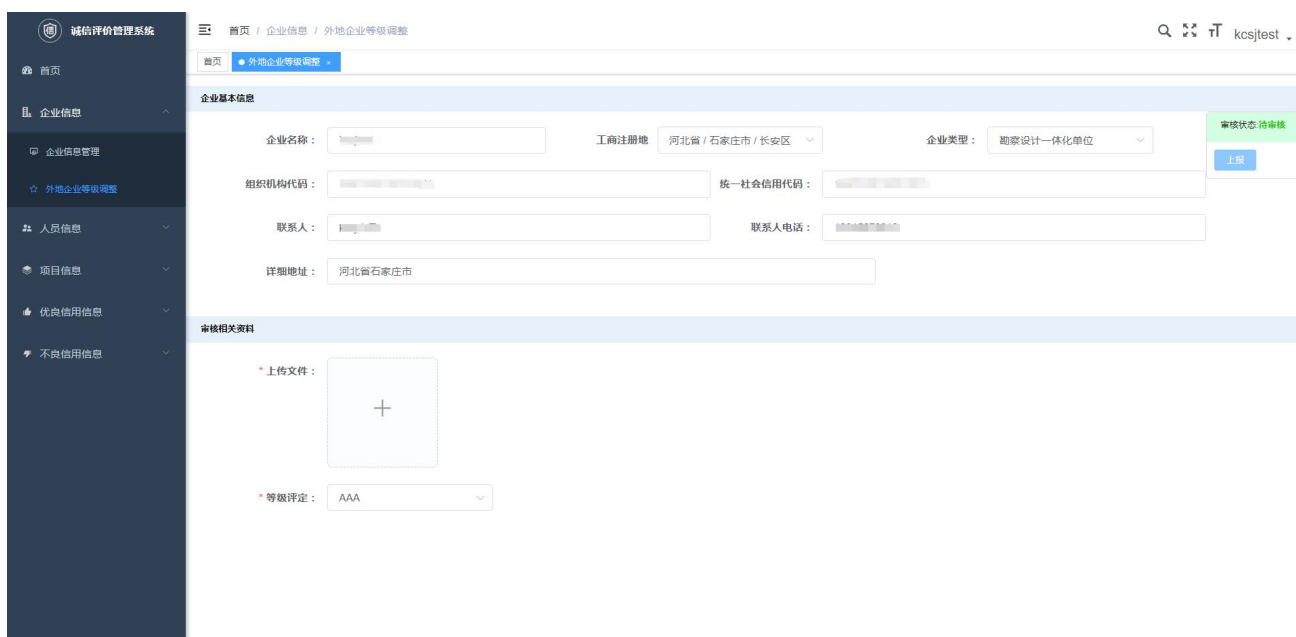 诚信评价管理系统
首页 / 企业信息 / 外地企业等级调整
kcsjtest
首页
外地企业等级调整 ×
首页
企业信息
企业信息管理
外地企业等级调整
人员信息
项目信息
优良信用信息
不良信用信息
企业基本信息
企业名称：
工商注册地 河北省 / 石家庄市 / 长安区
企业类型： 勘察设计一体化单位
审核状态:待审核
上报
组织机构代码：
统一社会信用代码：
联系人：
联系人电话：
详细地址： 河北省石家庄市
审核相关资料
* 上传文件：
* 等级评定： AAA